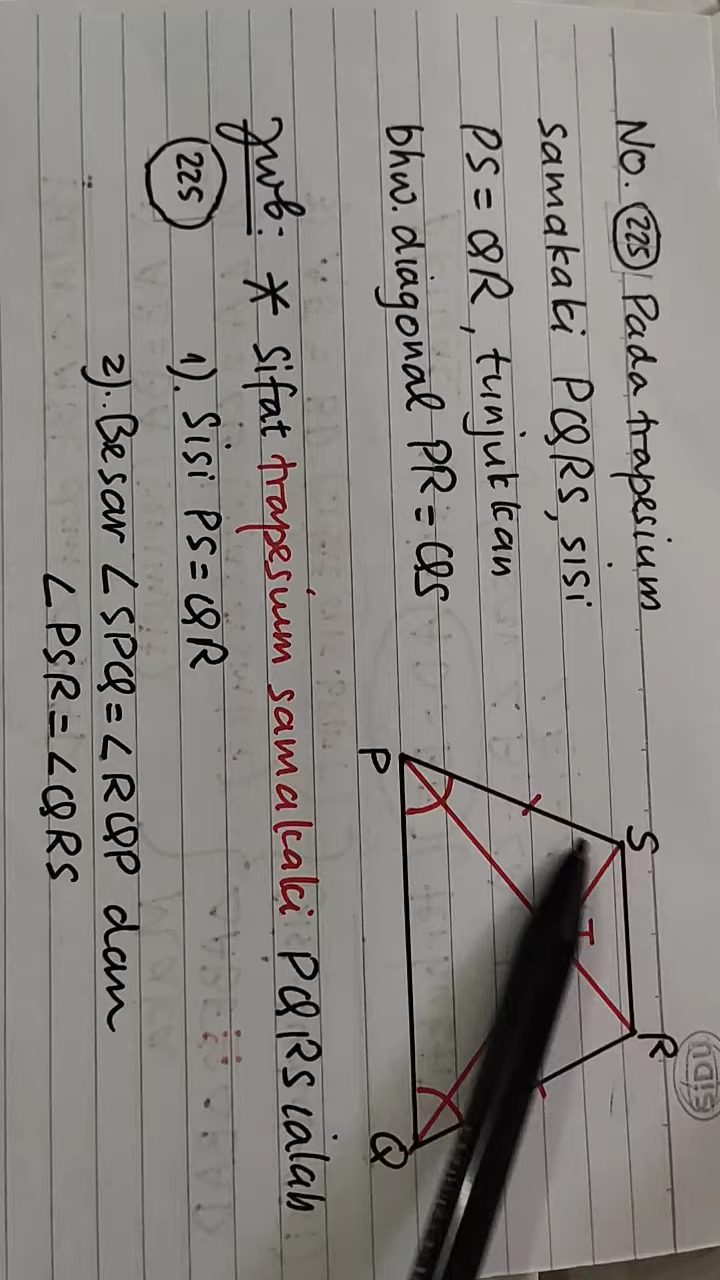 No. (225) Pada trapesium
samakaki PQRS, sisi
PS = QR, tunjukkan
bhw. diagonal PR = QS
S
R
T
P
Q
nais
Jwb: * Sifat trapesium samakaki PQRS ialah
225
1). Sisi PS = QR
2). Besar ∠SPQ = ∠RQP dan
∠PSR = ∠QRS